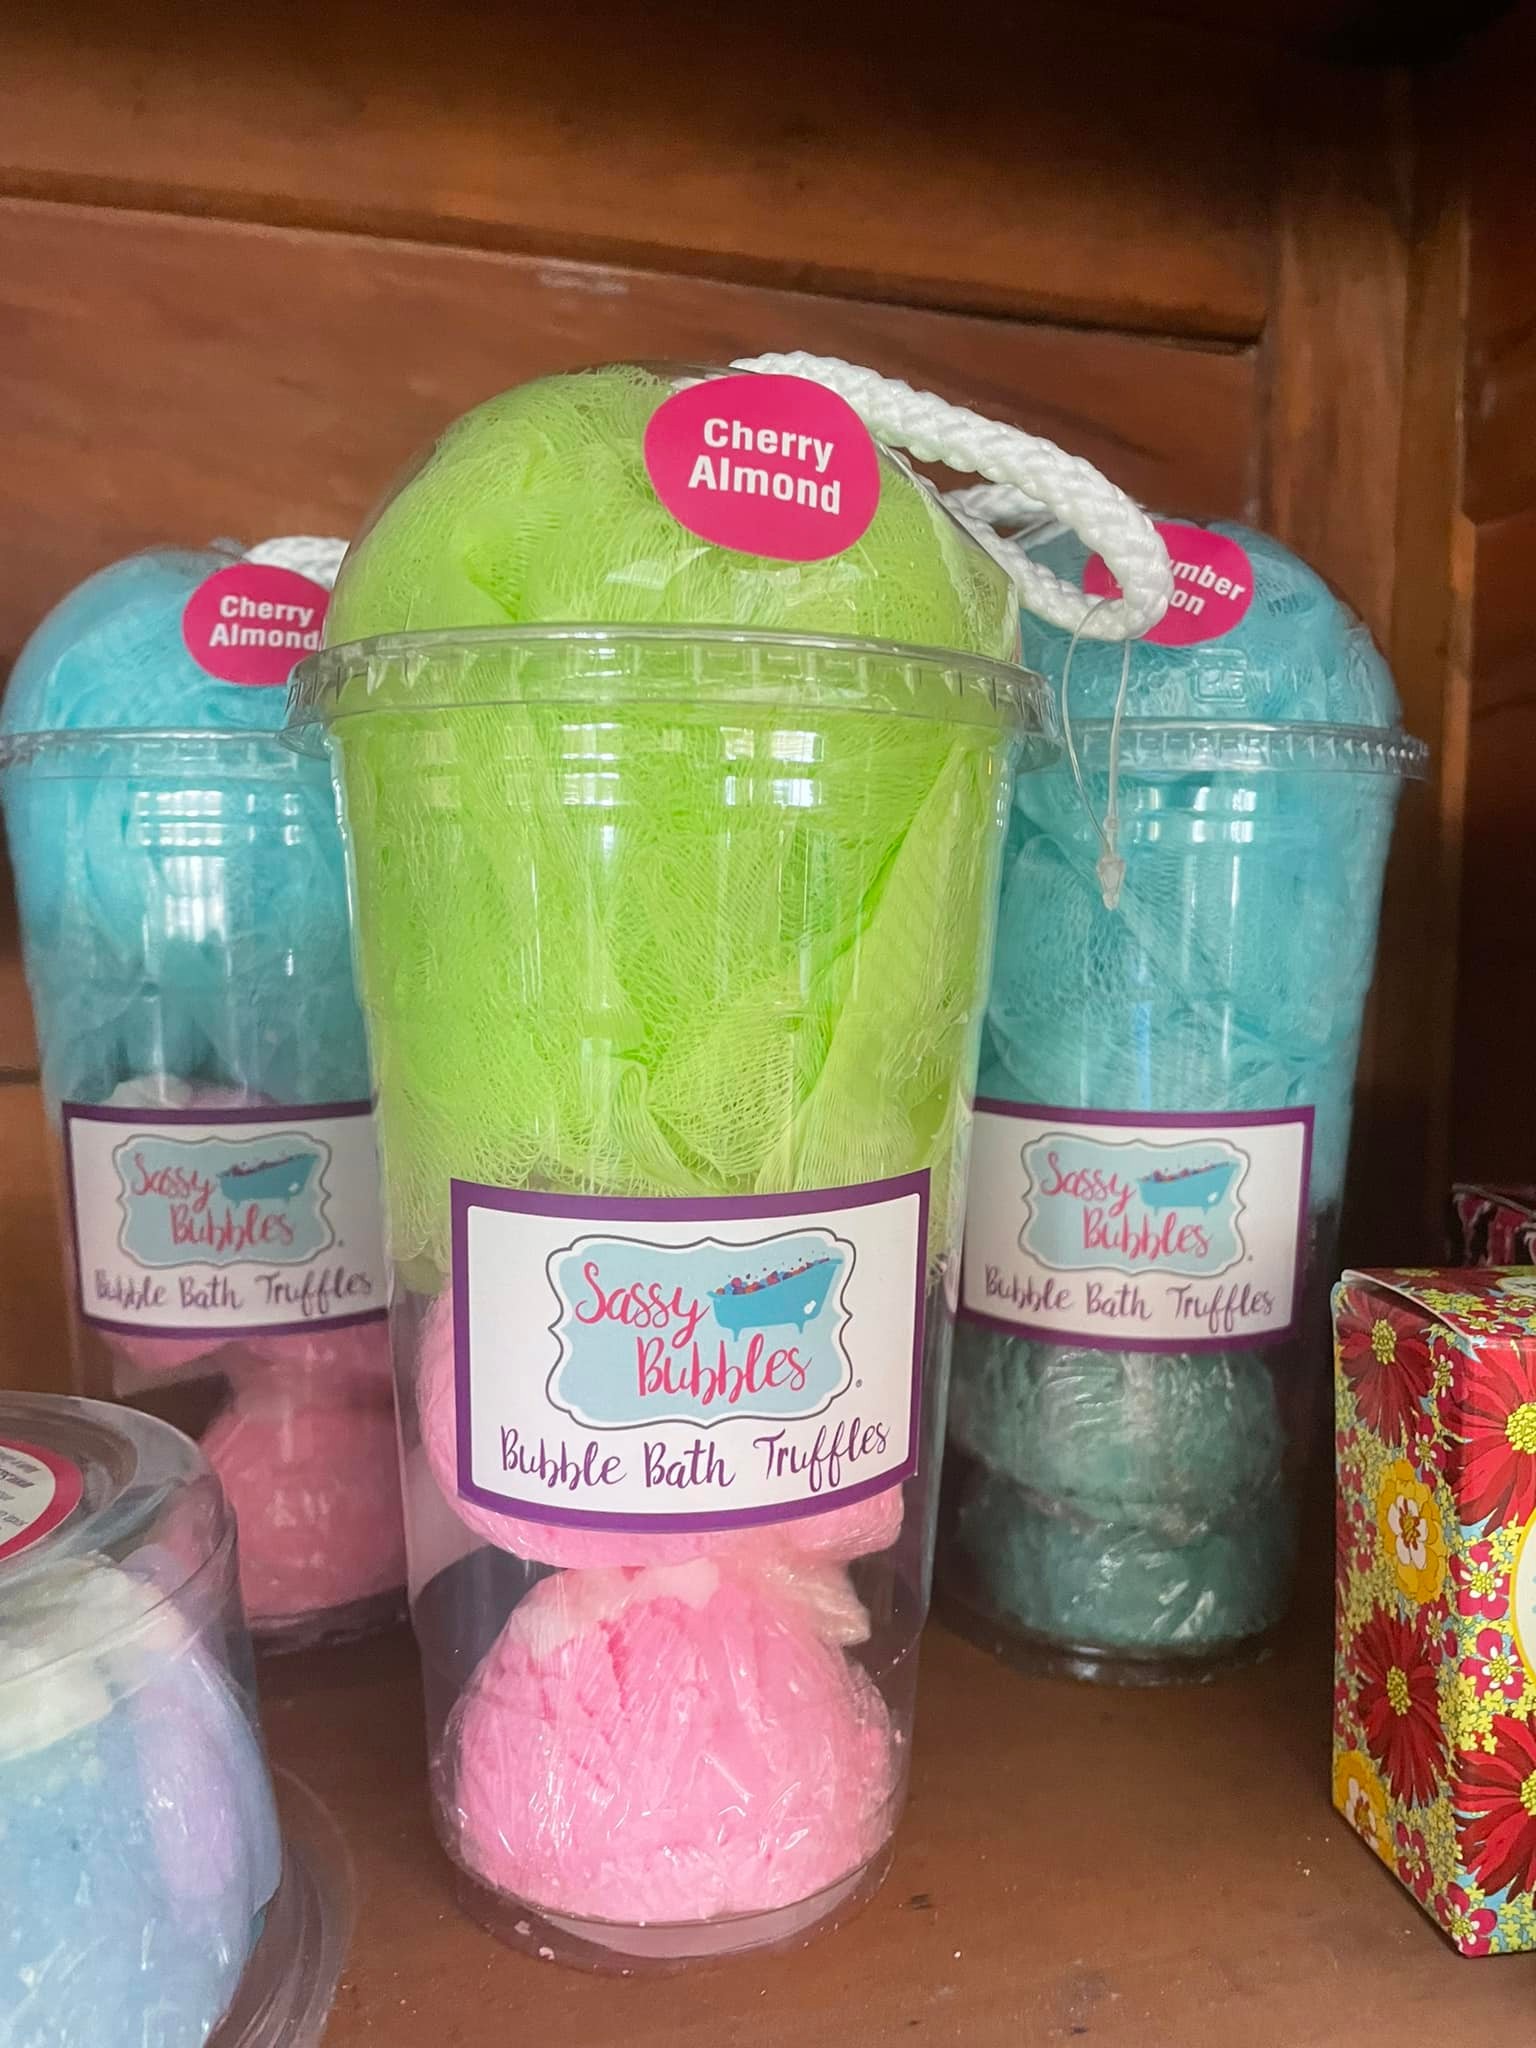 Cherry
Almond
Cherry
Almond
Sassy
Bubbles
Bubble Bath Truffles
Sassy
Bubbles®
Bubble Bath Truffles
Sassy
Bubbles
Bubble Bath Truffles